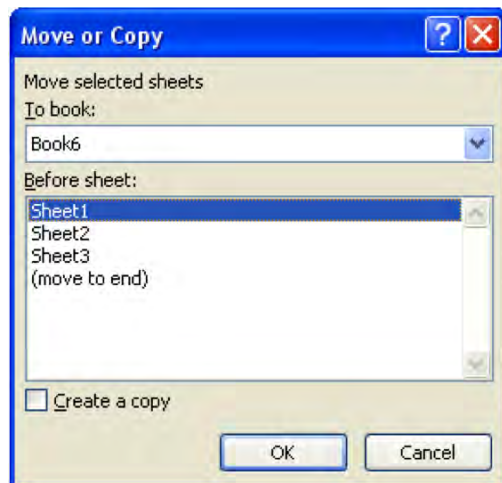 Move or Copy
Move selected sheets
To book:
Book6
Before sheet:
Sheet1
Sheet2
Sheet3
(move to end)
Create a copy
OK Cancel